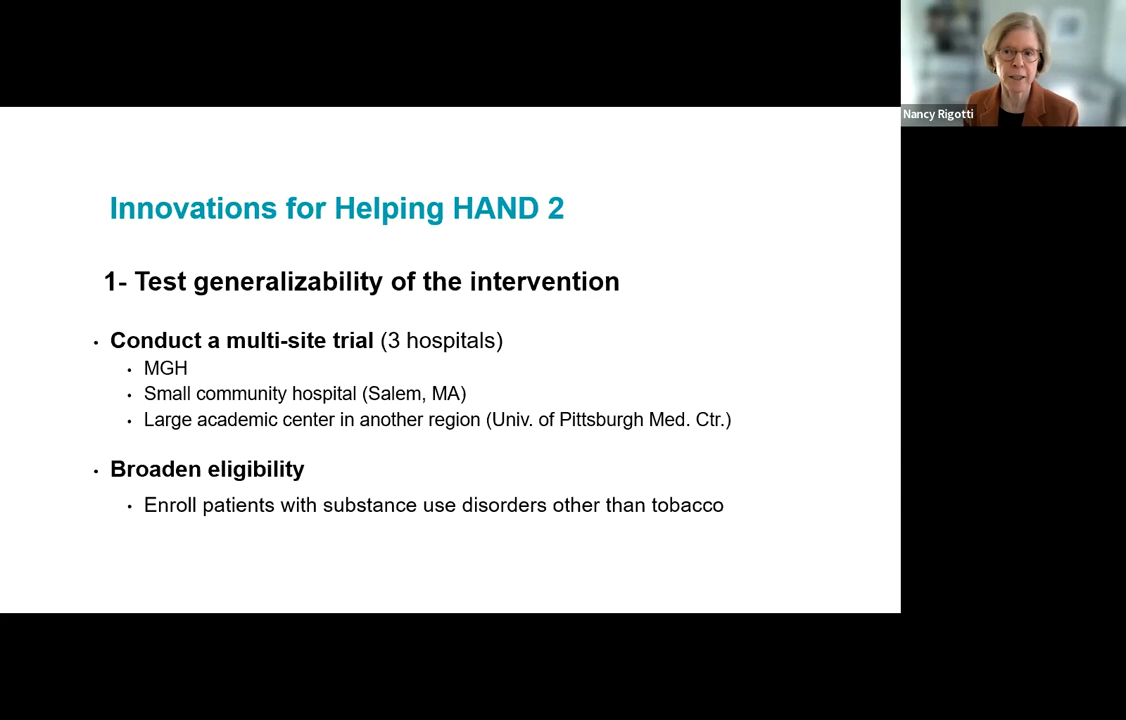 Nancy Rigotti
Innovations for Helping HAND 2
1- Test generalizability of the intervention
• Conduct a multi-site trial (3 hospitals)
• MGH
• Small community hospital (Salem, MA)
• Large academic center in another region (Univ. of Pittsburgh Med. Ctr.)
• Broaden eligibility
• Enroll patients with substance use disorders other than tobacco